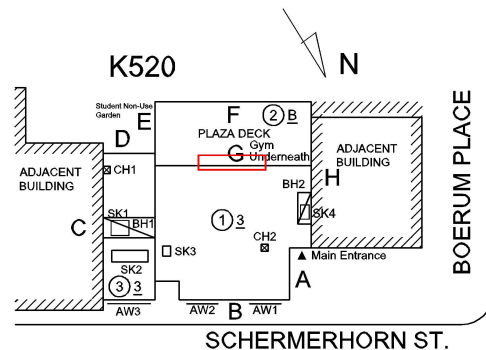 K520
N
Student Non-Use
Garden
E
F
2 B
PLAZA DECK
D
G Gym
Underneath
ADJACENT
BUILDING
CH1
BH2
H
ADJACENT
BUILDING
BOERUM PLACE
SK1
BH1
C
SK4
1 3
CH2
SK3
SK2
Main Entrance
3 3
A
AW3
AW2
B
AW1
SCHERMERHORN ST.